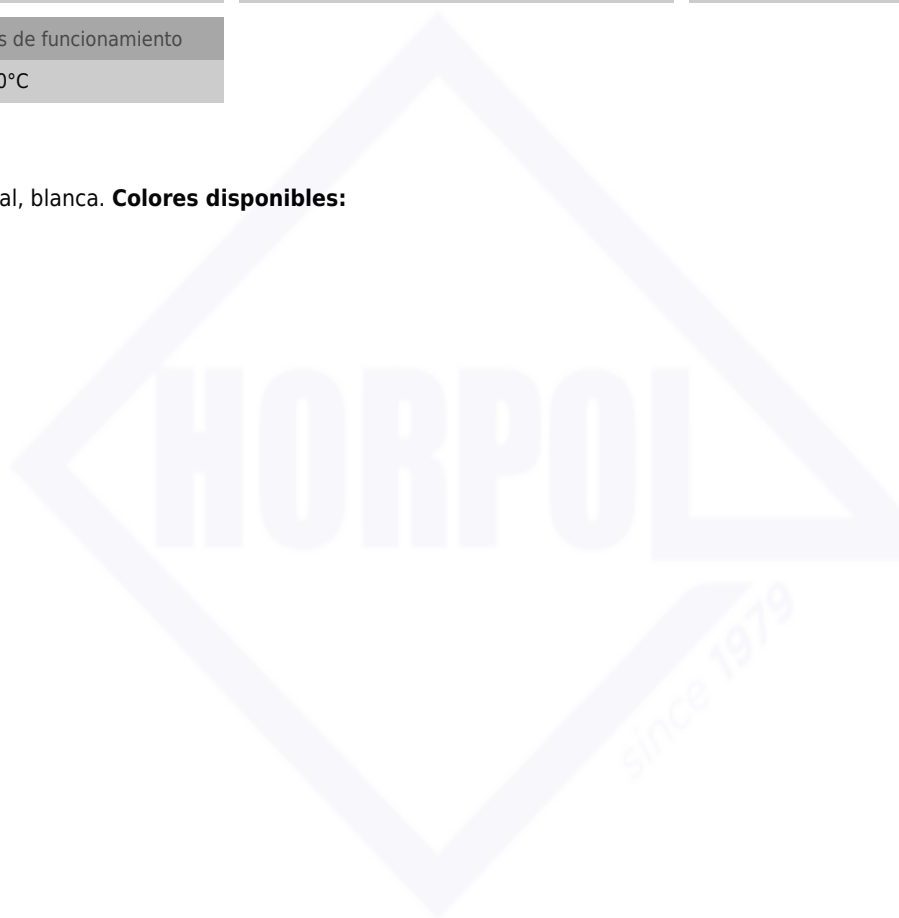 s de funcionamiento
0°C
al, blanca. Colores disponibles:
HORPOL
since 1979